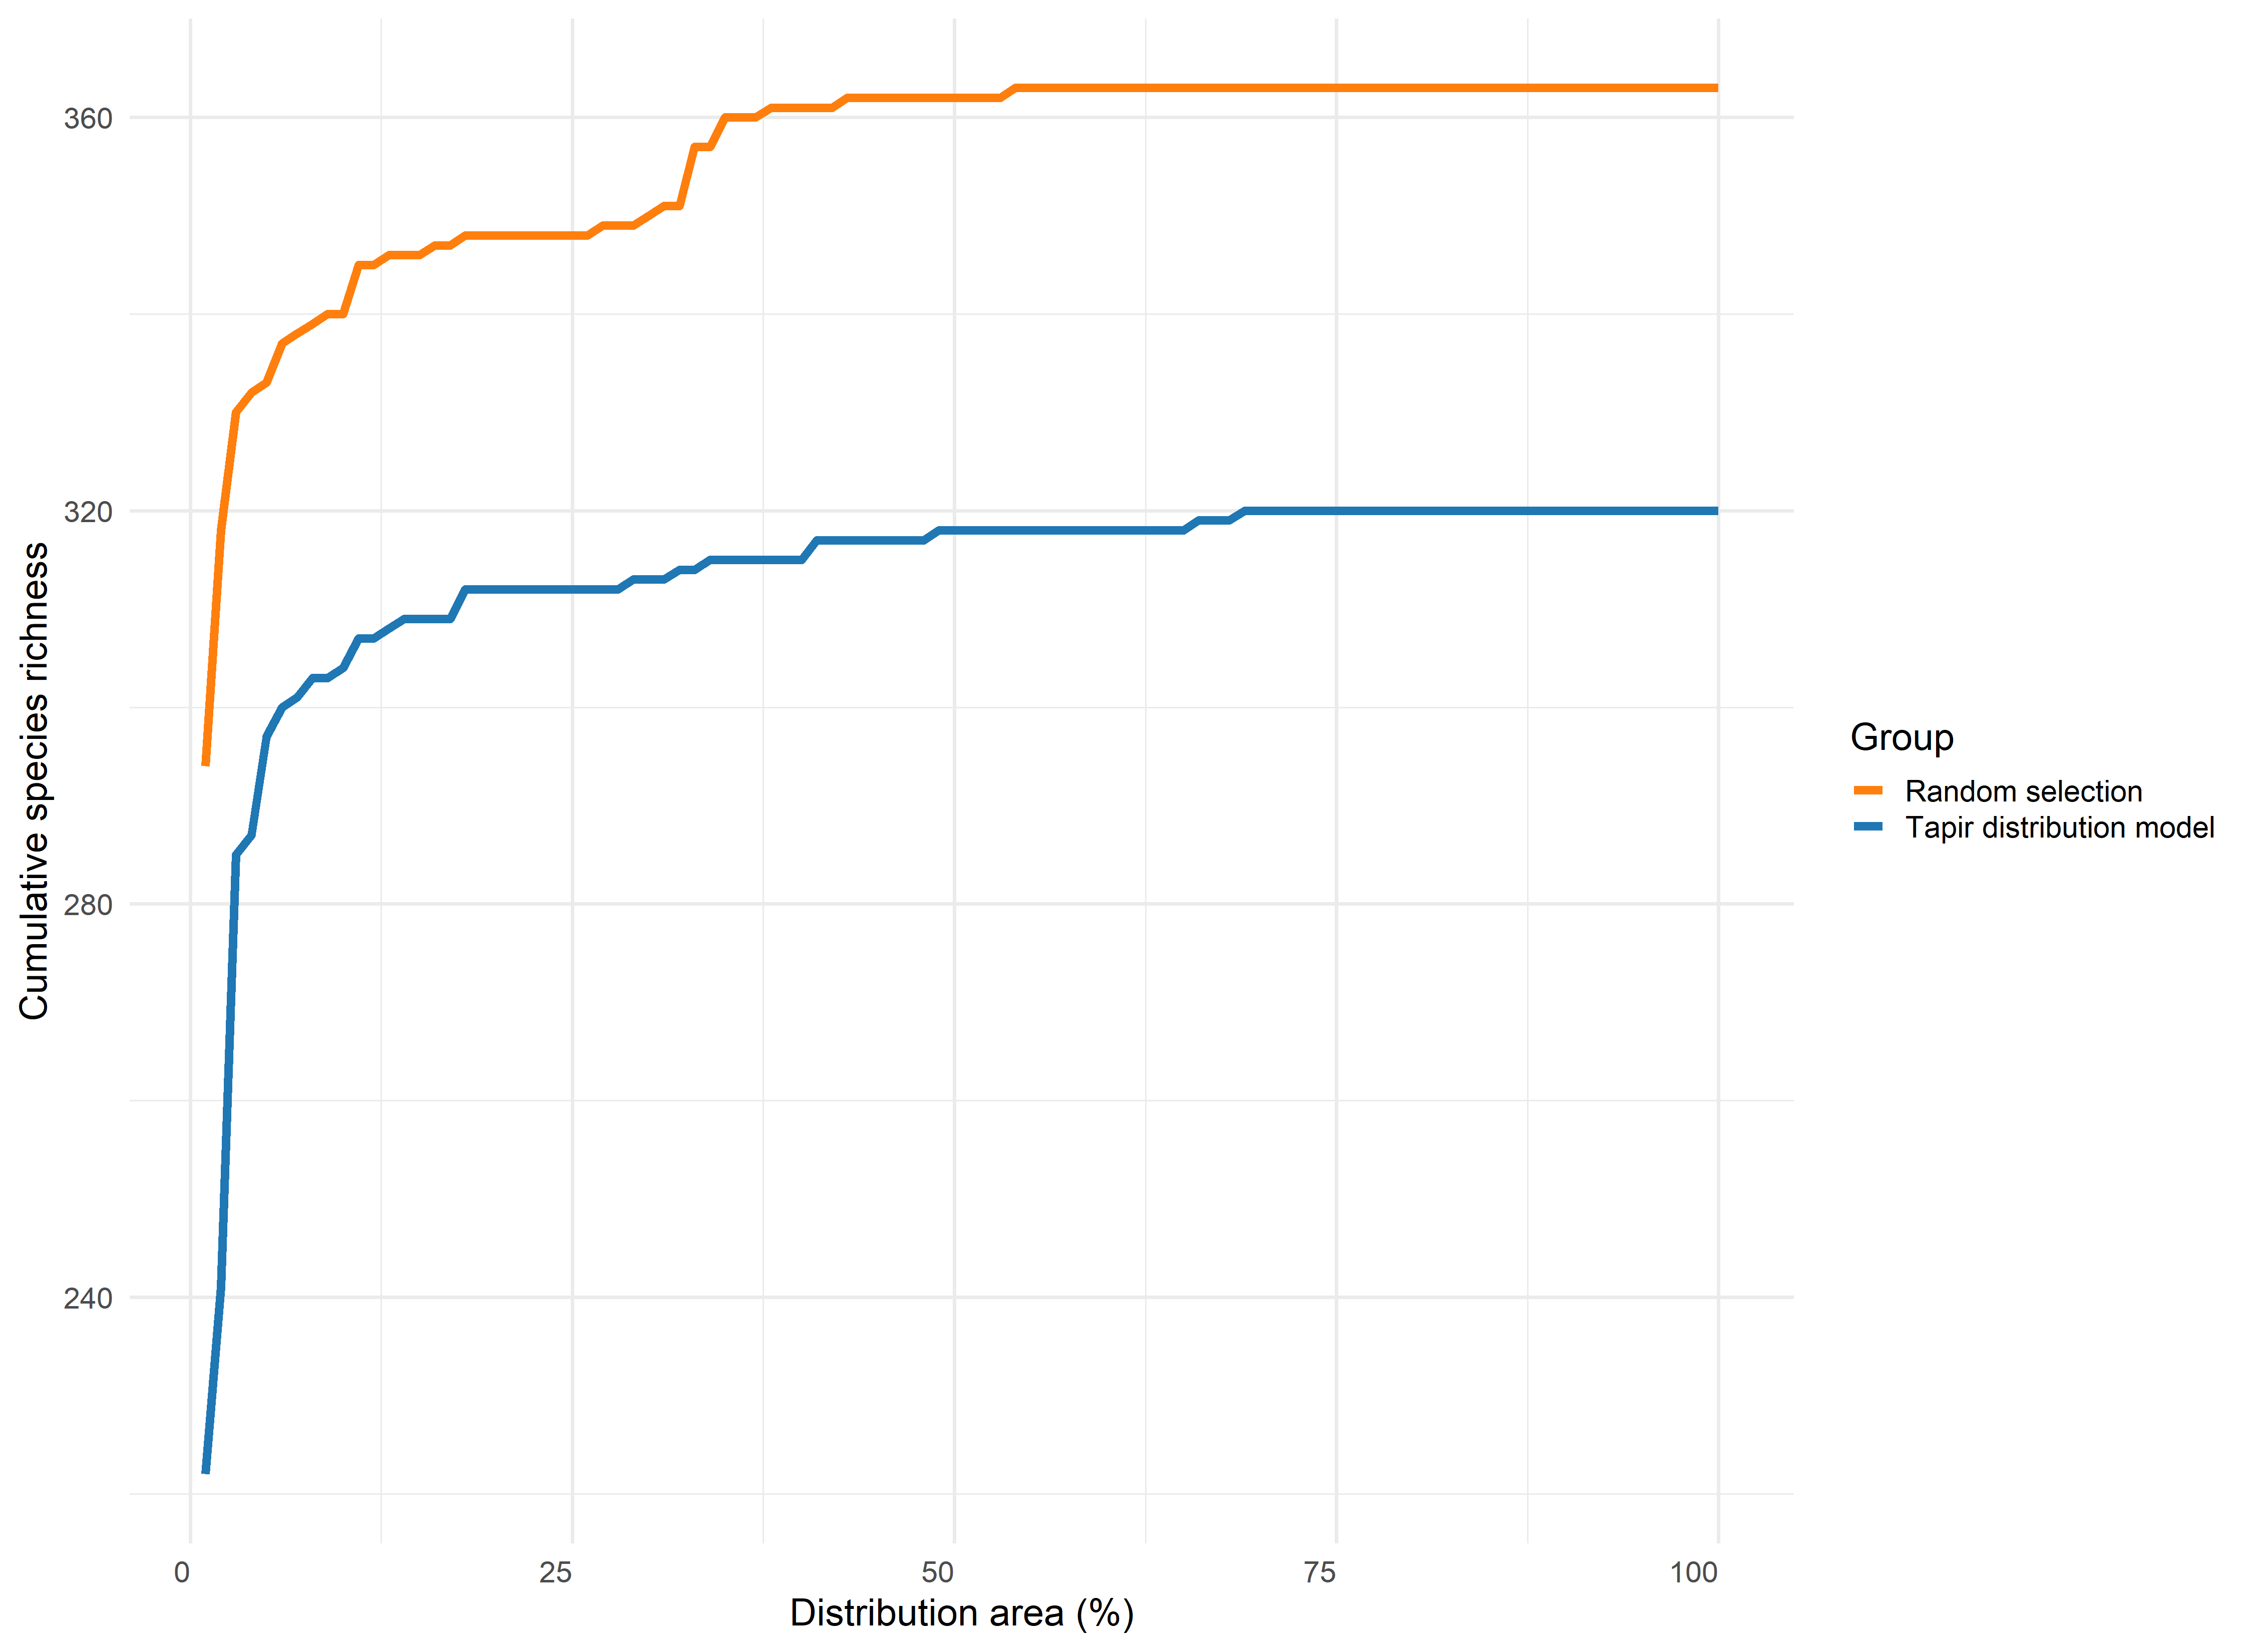 Cumulative species richness
360
320
280
240
0
25
50
75
100
Distribution area (%)
Group
Random selection
Tapir distribution model